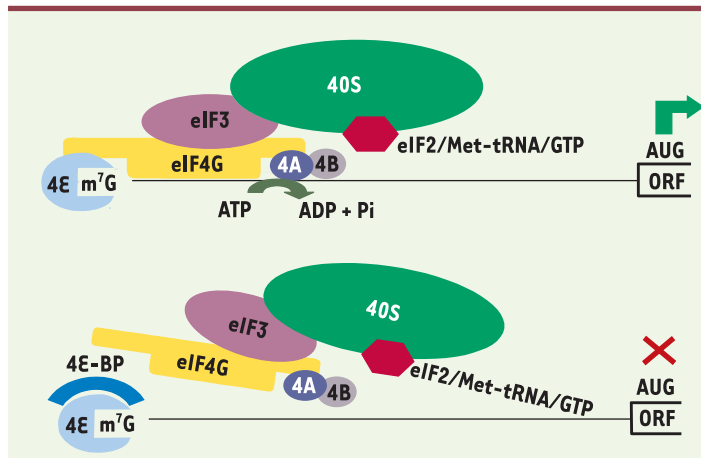 40S
eIF3
eIF2/Met-tRNA/GTP
AUG
eIF4G
4A
4B
4E
m⁷G
ORF
ATP
ADP + Pi
40S
eIF3
eIF4G
4E-BP
4A
4B
eIF2/Met-tRNA/GTP
AUG
4E
m⁷G
ORF